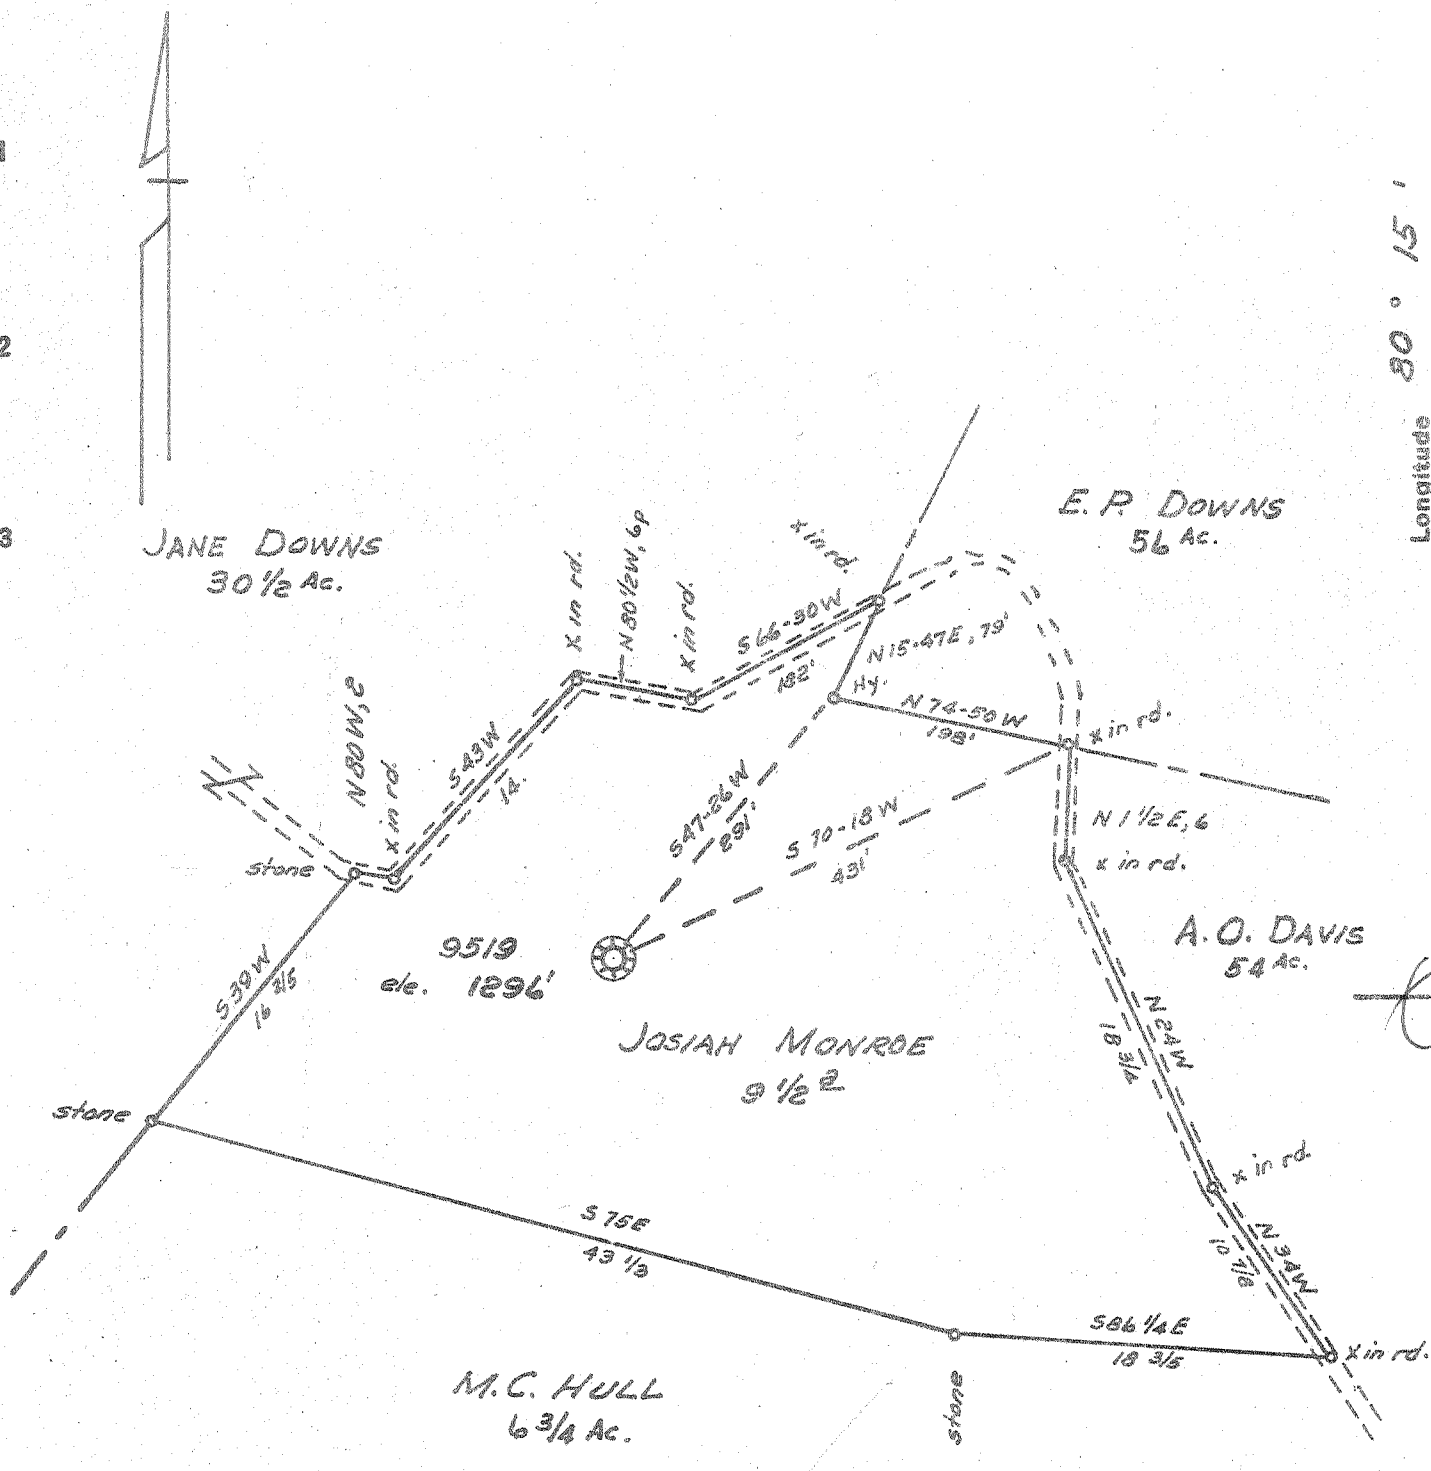 1
2
3
80° 15'
Longitude
JANE DOWNS
30 1/2 Ac.
E. P. DOWNS
56 Ac.
x in rd.
N 80 1/2 W, 6p
x in rd.
x in rd.
S 66-30 W
182'
N 15-47 E, 79'
Hy.
N 74-50 W
198'
x in rd.
N 80 W, 2
x in rd.
S 43 W
14.
stone
S 47-26 W
291'
S 70-18 W
431'
N 1 1/2 E, 6
x in rd.
9519
ele. 1296'
A. O. DAVIS
54 Ac.
S 39 W
16 3/5
JOSIAH MONROE
9 1/2 a
N 24 W
18 3/4
stone
x in rd.
N 34 W
10 7/8
S 75 E
43 1/3
S 86 1/4 E
18 3/5
x in rd.
stone
M. C. HULL
6 3/4 Ac.